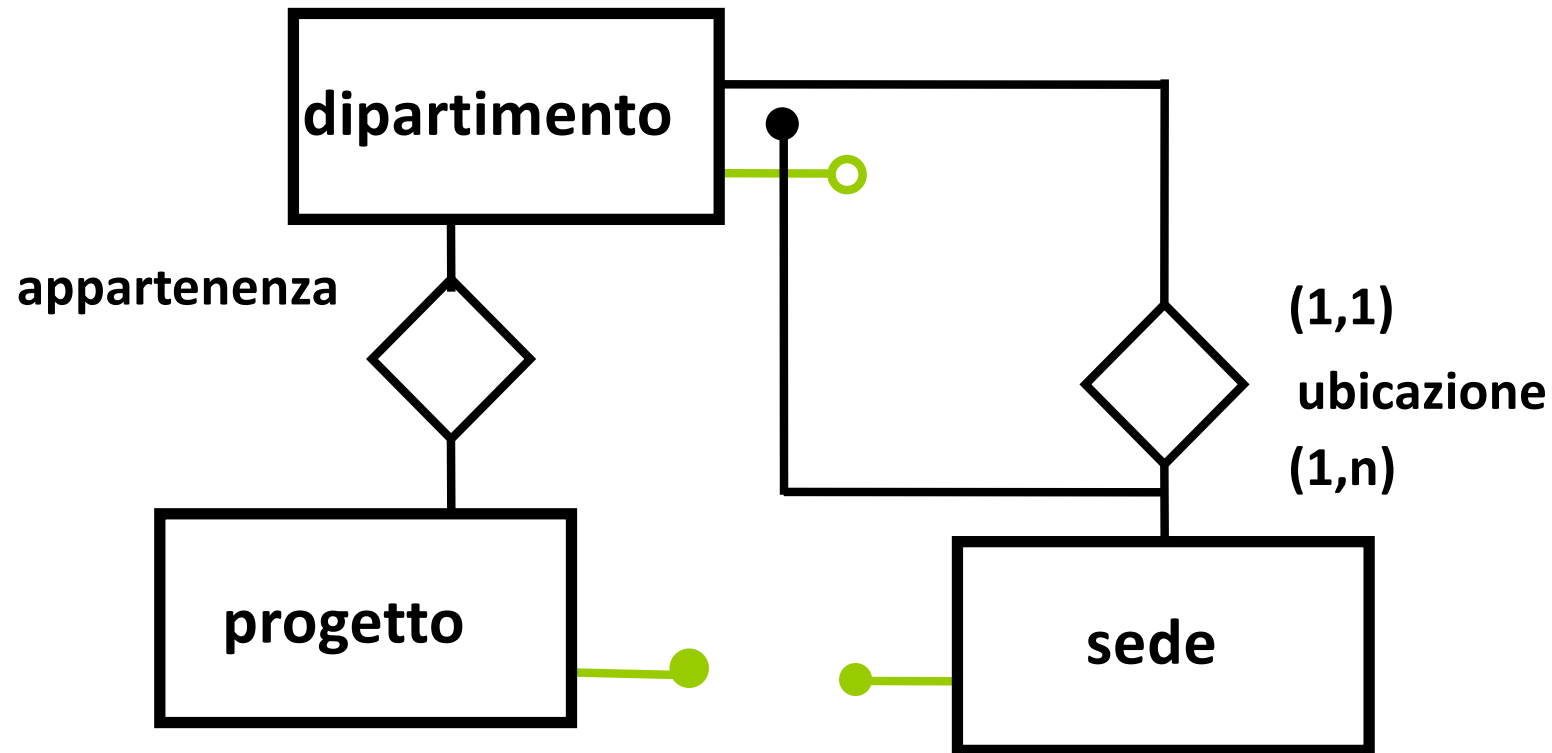 dipartimento
appartenenza
(1,1)
ubicazione
(1,n)
progetto
sede